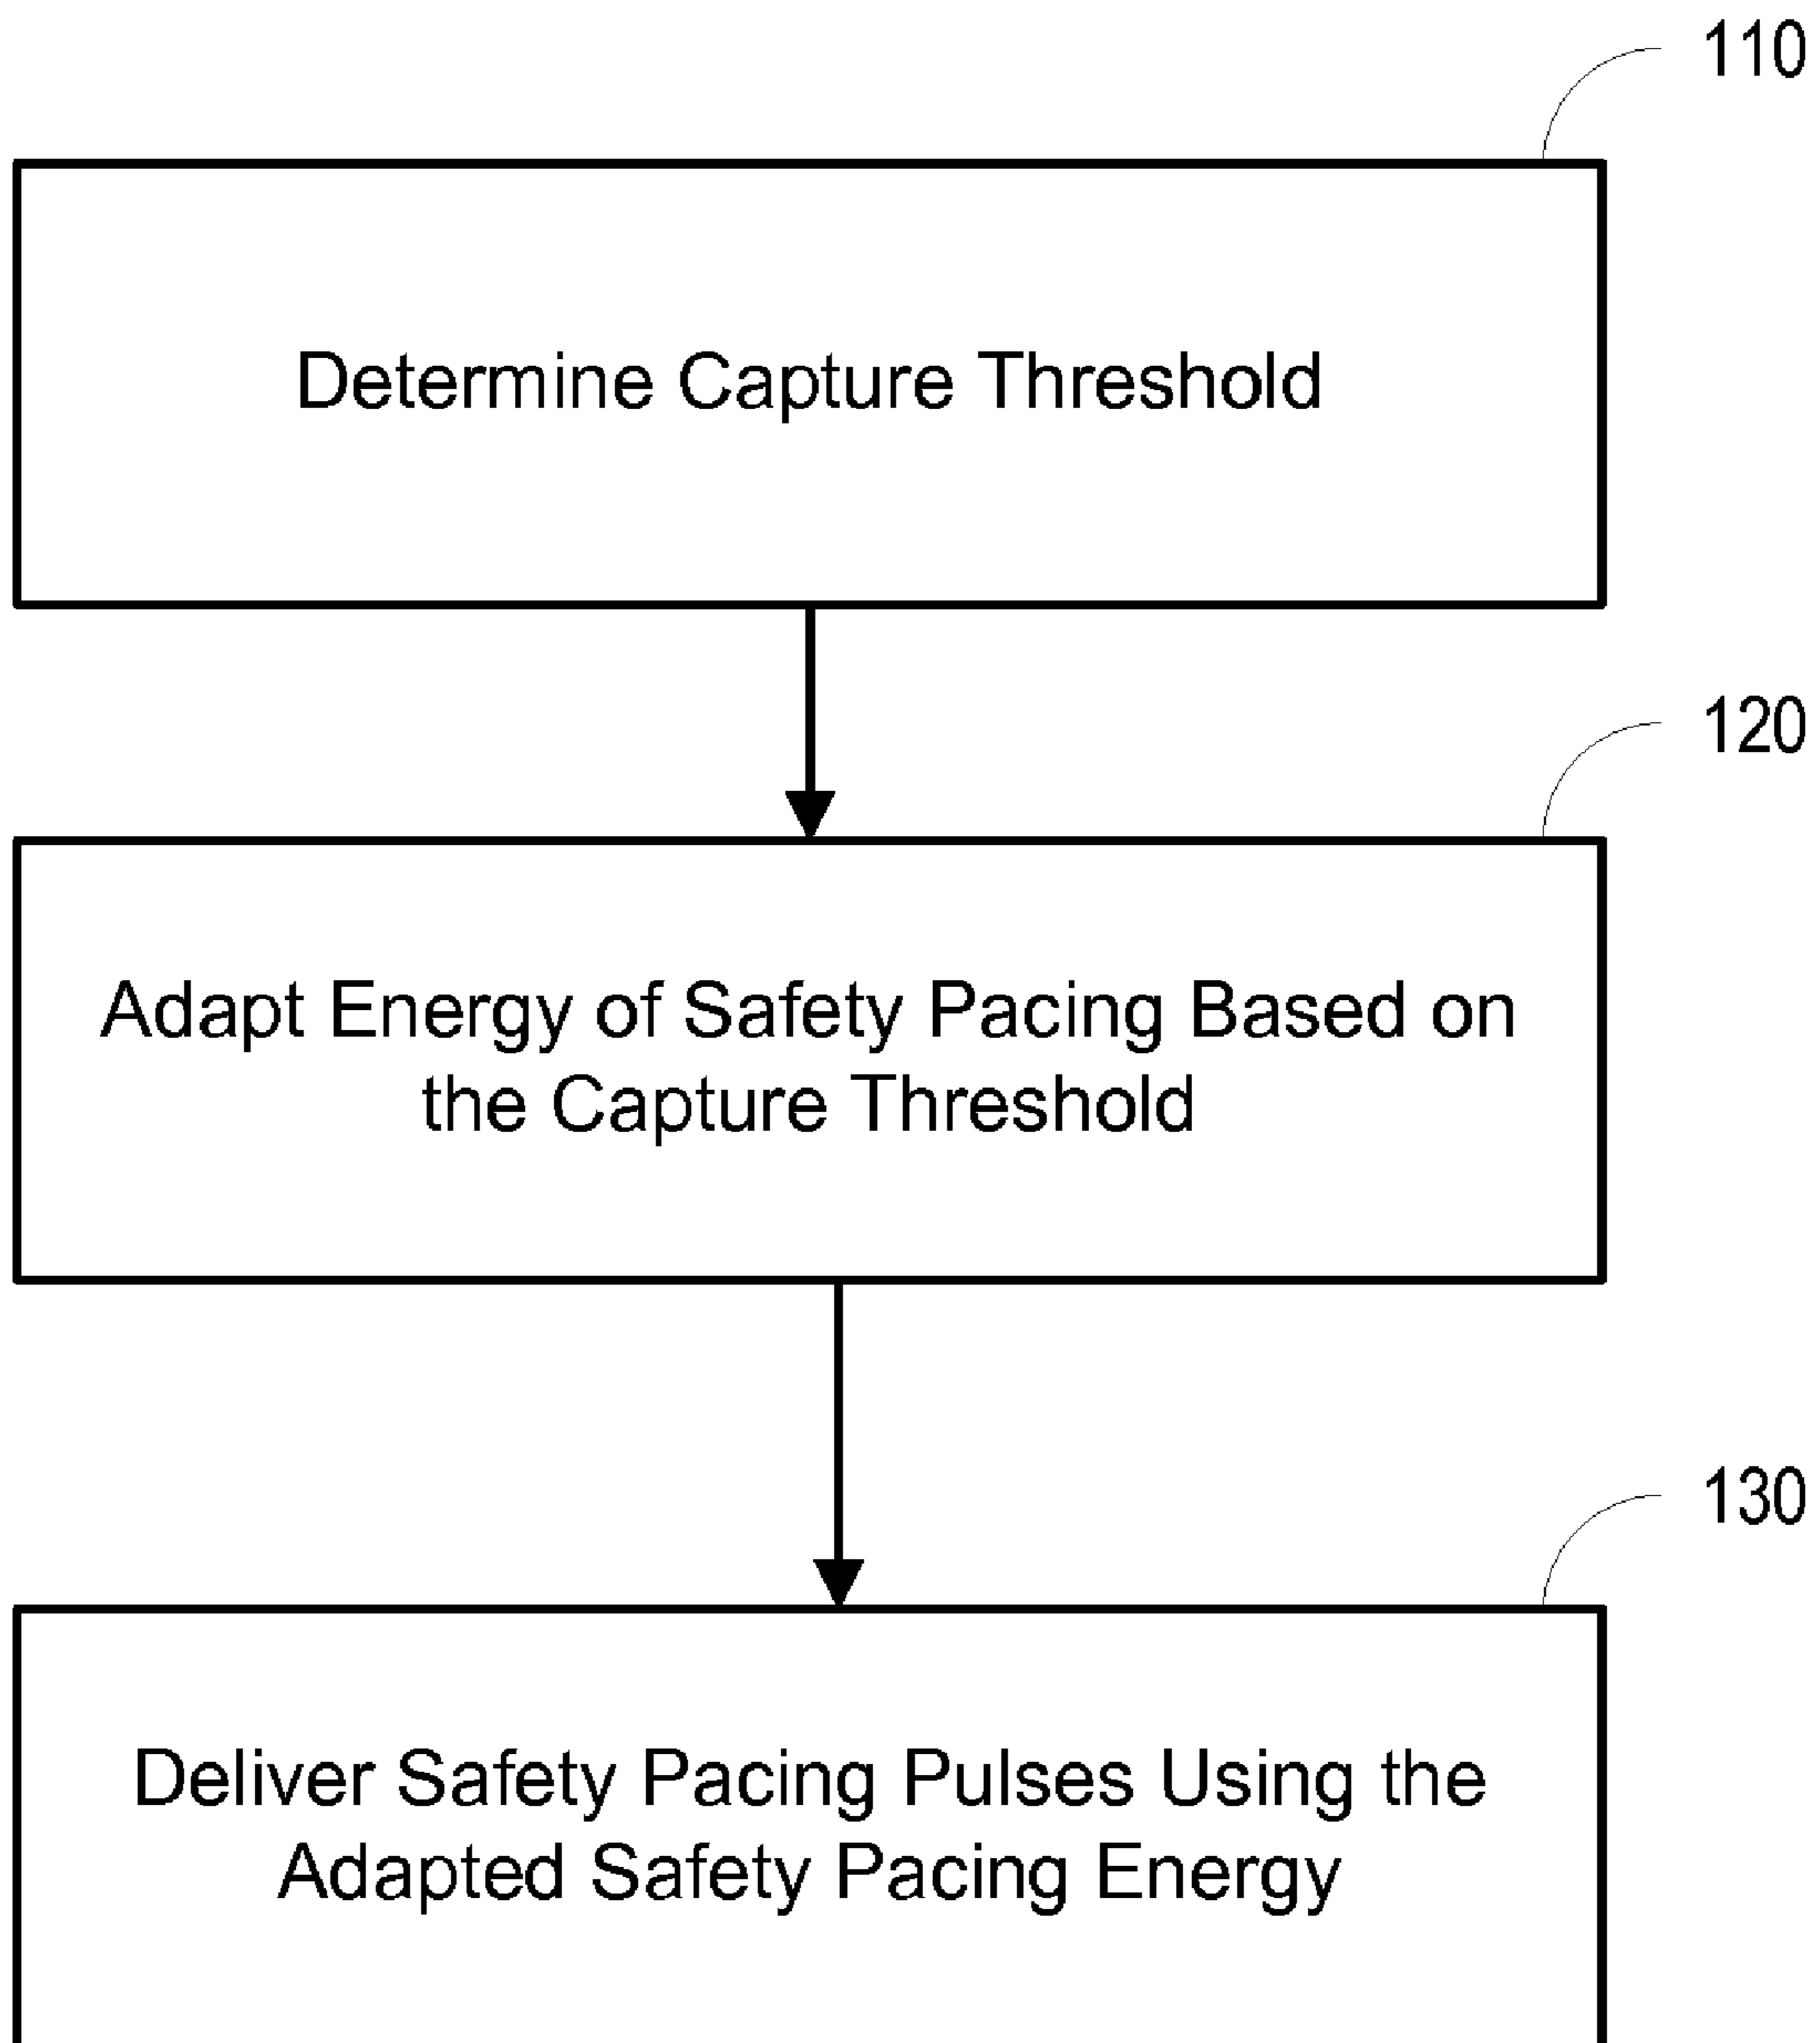 110
Determine Capture Threshold
120
Adapt Energy of Safety Pacing Based on
the Capture Threshold
130
Deliver Safety Pacing Pulses Using the
Adapted Safety Pacing Energy